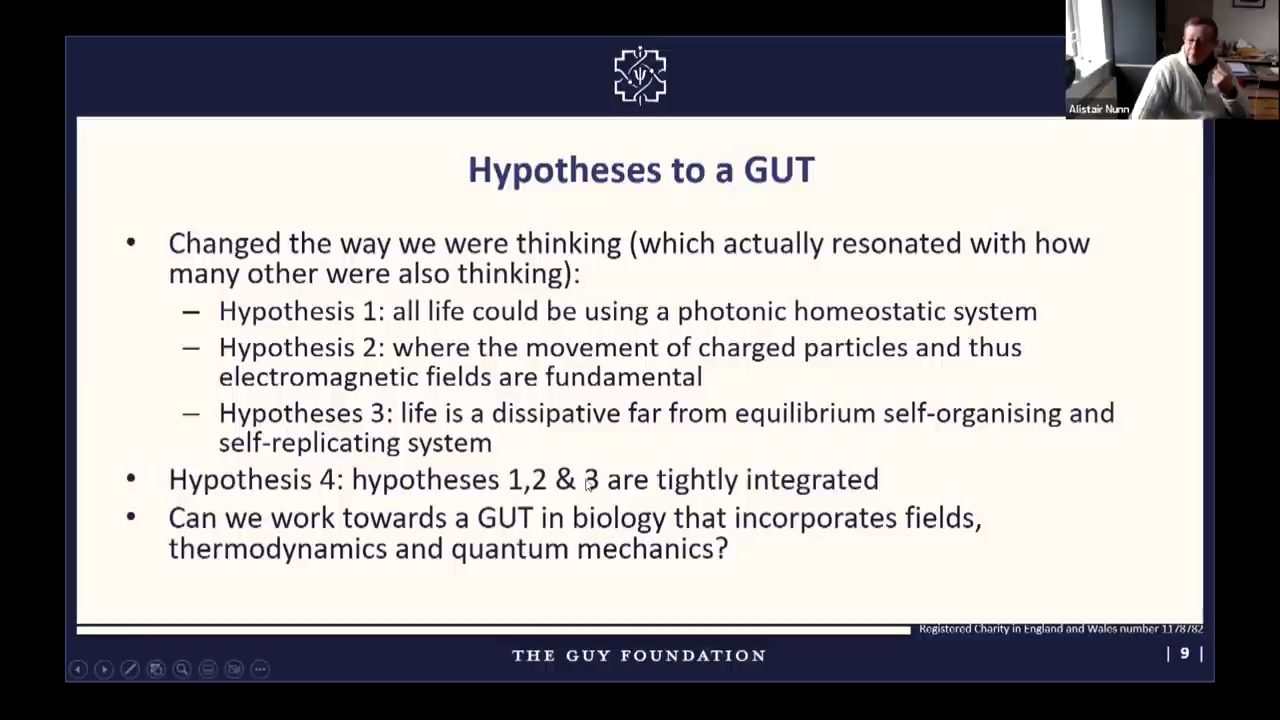 Alistair Nunn
Hypotheses to a GUT
• Changed the way we were thinking (which actually resonated with how
many other were also thinking):
– Hypothesis 1: all life could be using a photonic homeostatic system
– Hypothesis 2: where the movement of charged particles and thus
electromagnetic fields are fundamental
– Hypotheses 3: life is a dissipative far from equilibrium self-organising and
self-replicating system
• Hypothesis 4: hypotheses 1,2 & 3 are tightly integrated
• Can we work towards a GUT in biology that incorporates fields,
thermodynamics and quantum mechanics?
Registered Charity in England and Wales number 1178782
THE GUY FOUNDATION
| 9 |